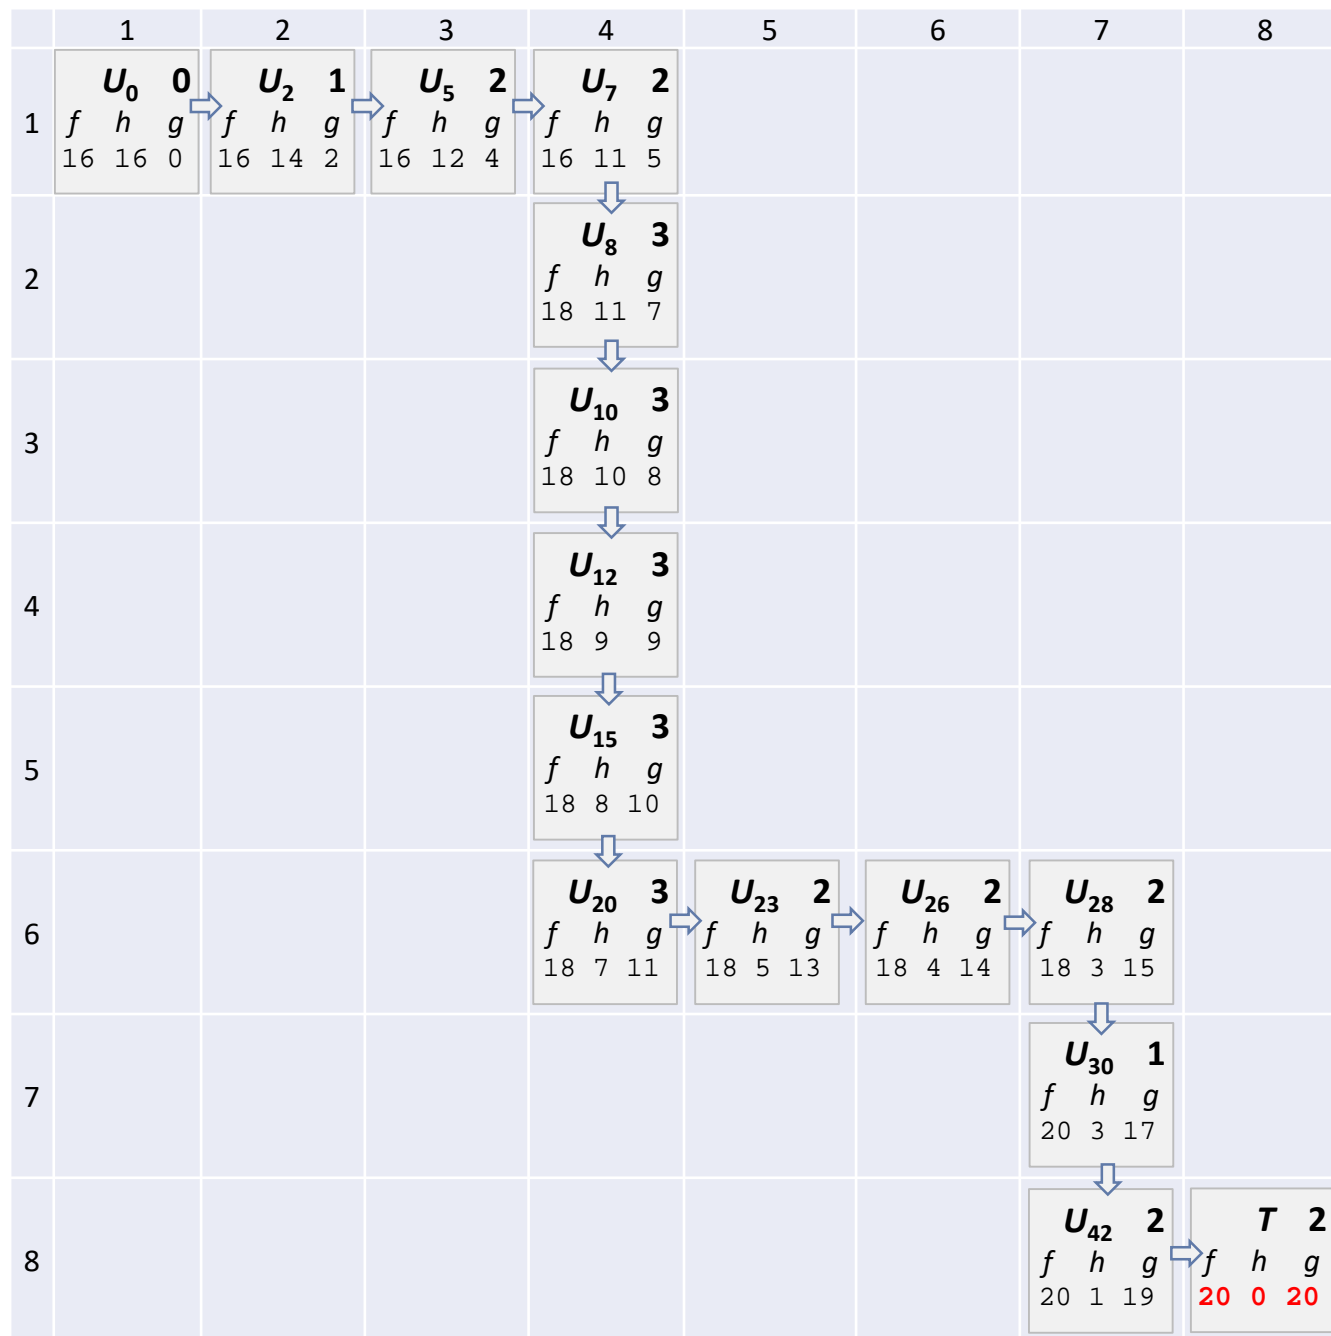 1 2 3 4 5 6 7 8
U0 0 U2 1 U5 2 U7 2
1 f h g f h g f h g f h g
16 16 0 16 14 2 16 12 4 16 11 5
U8 3
2 f h g
18 11 7
U10 3
3 f h g
18 10 8
U12 3
4 f h g
18 9 9
U15 3
5 f h g
18 8 10
U20 3 U23 2 U26 2 U28 2
6 f h g f h g f h g f h g
18 7 11 18 5 13 18 4 14 18 3 15
U30 1
7 f h g
20 3 17
U42 2 T 2
8 f h g f h g
20 1 19 20 0 20